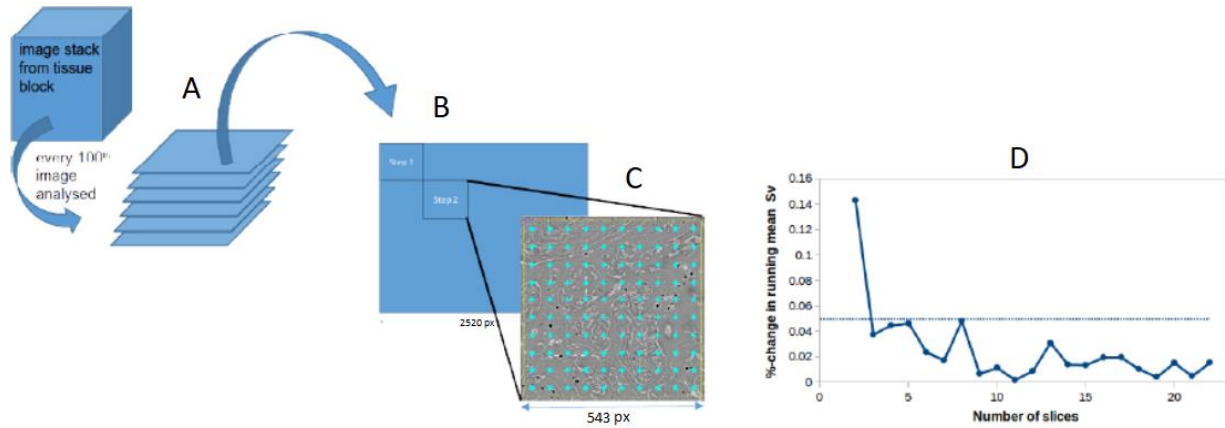 image stack
from tissue
block
A
every 100th
image
analysed
B
Step 1
Step 2
2520 px
C
543 px
D
%-change in running mean Sv
0.16
0.14
0.12
0.1
0.08
0.06
0.04
0.02
0
0
5
10
15
20
Number of slices